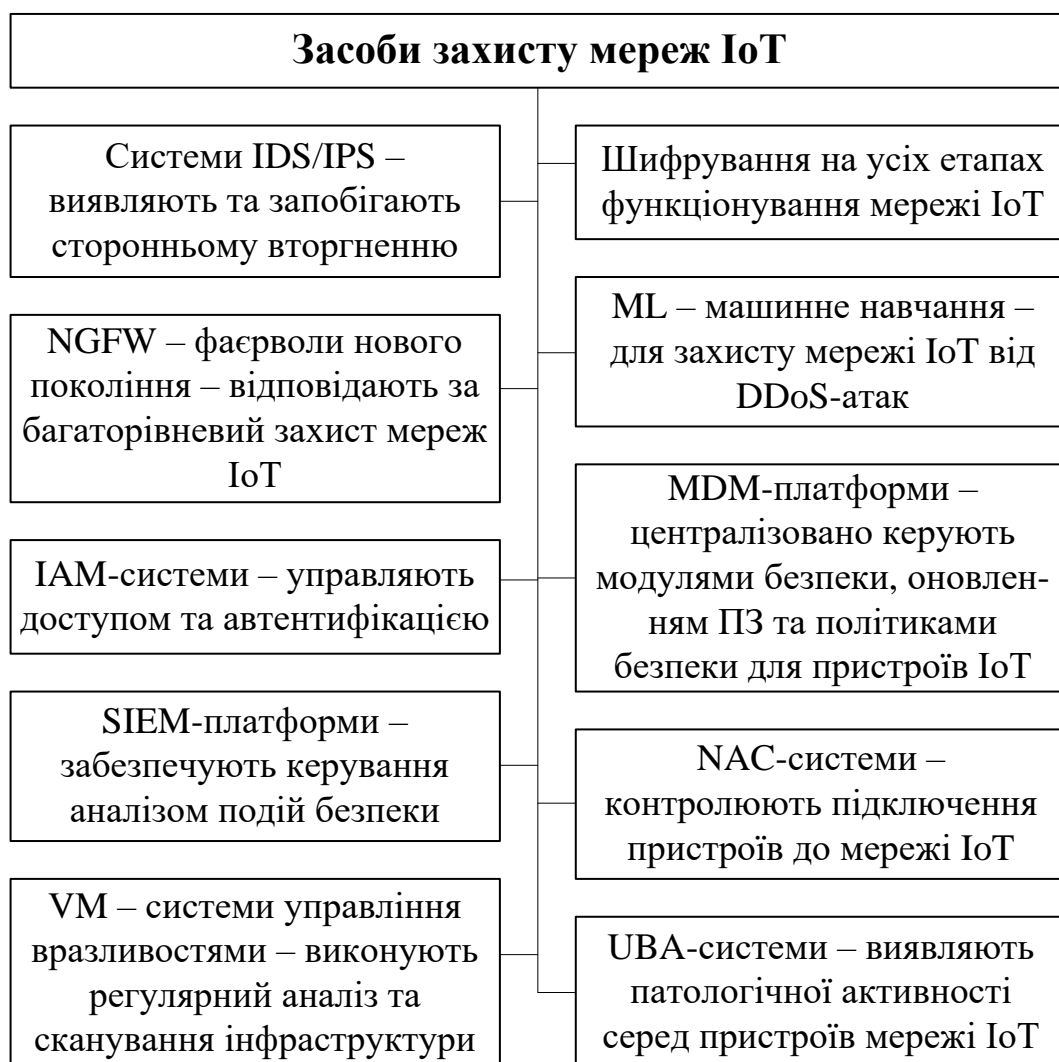 Засоби захисту мереж IoT
Системи IDS/IPS –
виявляють та запобігають
сторонньому вторгненню
NGFW – фаєрволи нового
покоління – відповідають за
багаторівневий захист мереж
IoT
IAM-системи – управляють
доступом та автентифікацією
SIEM-платформи –
забезпечують керування
аналізом подій безпеки
VM – системи управління
вразливостями – виконують
регулярний аналіз та
сканування інфраструктури
Шифрування на усіх етапах
функціонування мережі IoT
ML – машинне навчання –
для захисту мережі IoT від
DDoS-атак
MDM-платформи –
централізовано керують
модулями безпеки, оновлен-
ням ПЗ та політиками
безпеки для пристроїв IoT
NAC-системи –
контролюють підключення
пристроїв до мережі IoT
UBA-системи – виявляють
патологічної активності
серед пристроїв мережі IoT